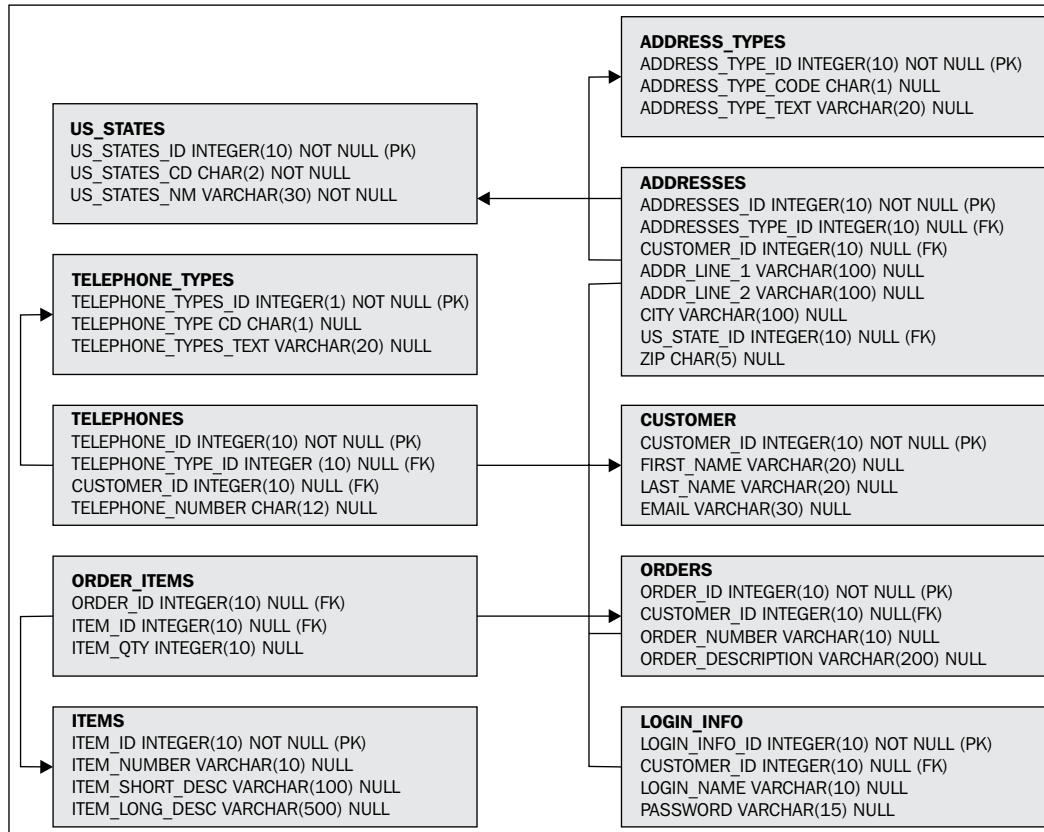 US_STATES
US_STATES_ID INTEGER(10) NOT NULL (PK)
US_STATES_CD CHAR(2) NOT NULL
US_STATES_NM VARCHAR(30) NOT NULL
TELEPHONE_TYPES
TELEPHONE_TYPES_ID INTEGER(1) NOT NULL (PK)
TELEPHONE_TYPE CD CHAR(1) NULL
TELEPHONE_TYPES_TEXT VARCHAR(20) NULL
TELEPHONES
TELEPHONE_ID INTEGER(10) NOT NULL (PK)
TELEPHONE_TYPE_ID INTEGER (10) NULL (FK)
CUSTOMER_ID INTEGER(10) NULL (FK)
TELEPHONE_NUMBER CHAR(12) NULL
ORDER_ITEMS
ORDER_ID INTEGER(10) NULL (FK)
ITEM_ID INTEGER(10) NULL (FK)
ITEM_QTY INTEGER(10) NULL
ITEMS
ITEM_ID INTEGER(10) NOT NULL (PK)
ITEM_NUMBER VARCHAR(10) NULL
ITEM_SHORT_DESC VARCHAR(100) NULL
ITEM_LONG_DESC VARCHAR(500) NULL
ADDRESS_TYPES
ADDRESS_TYPE_ID INTEGER(10) NOT NULL (PK)
ADDRESS_TYPE_CODE CHAR(1) NULL
ADDRESS_TYPE_TEXT VARCHAR(20) NULL
ADDRESSES
ADDRESSES_ID INTEGER(10) NOT NULL (PK)
ADDRESSES_TYPE_ID INTEGER(10) NULL (FK)
CUSTOMER_ID INTEGER(10) NULL (FK)
ADDR_LINE_1 VARCHAR(100) NULL
ADDR_LINE_2 VARCHAR(100) NULL
CITY VARCHAR(100) NULL
US_STATE_ID INTEGER(10) NULL (FK)
ZIP CHAR(5) NULL
CUSTOMER
CUSTOMER_ID INTEGER(10) NOT NULL (PK)
FIRST_NAME VARCHAR(20) NULL
LAST_NAME VARCHAR(20) NULL
EMAIL VARCHAR(30) NULL
ORDERS
ORDER_ID INTEGER(10) NOT NULL (PK)
CUSTOMER_ID INTEGER(10) NULL(FK)
ORDER_NUMBER VARCHAR(10) NULL
ORDER_DESCRIPTION VARCHAR(200) NULL
LOGIN_INFO
LOGIN_INFO_ID INTEGER(10) NOT NULL (PK)
CUSTOMER_ID INTEGER(10) NULL (FK)
LOGIN_NAME VARCHAR(10) NULL
PASSWORD VARCHAR(15) NULL